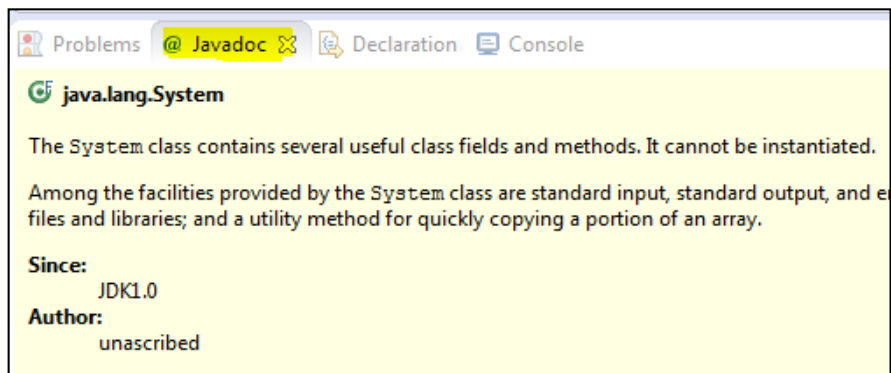 Problems @ Javadoc Declaration Console
java.lang.System
The System class contains several useful class fields and methods. It cannot be instantiated.
Among the facilities provided by the System class are standard input, standard output, and
files and libraries; and a utility method for quickly copying a portion of an array.
Since:
JDK1.0
Author:
unascribed